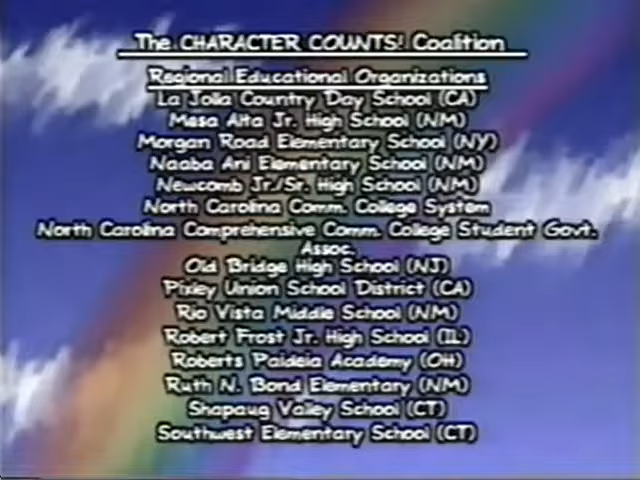 The CHARACTER COUNTS! Coalition
Regional Educational Organizations
La Jolla Country Day School (CA)
Mesa Alta Jr. High School (NM)
Morgan Road Elementary School (NY)
Naaba Ani Elementary School (NM)
Newcomb Jr./Sr. High School (NM)
North Carolina Comm. College System
North Carolina Comprehensive Comm. College Student Govt.
Assoc.
Old Bridge High School (NJ)
Pixley Union School District (CA)
Rio Vista Middle School (NM)
Robert Frost Jr. High School (IL)
Roberts Paideia Academy (OH)
Ruth N. Bond Elementary (NM)
Shapaug Valley School (CT)
Southwest Elementary School (CT)